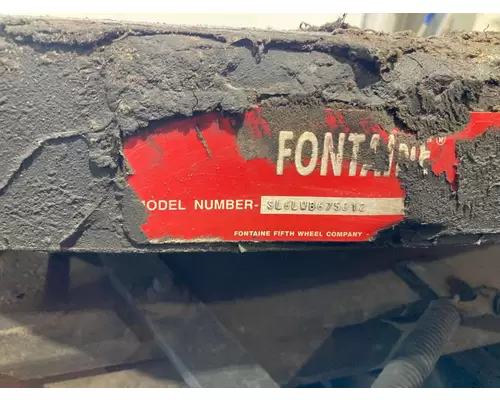 FONTAINE®
MODEL NUMBER-
FONTAINE FIFTH WHEEL COMPANY